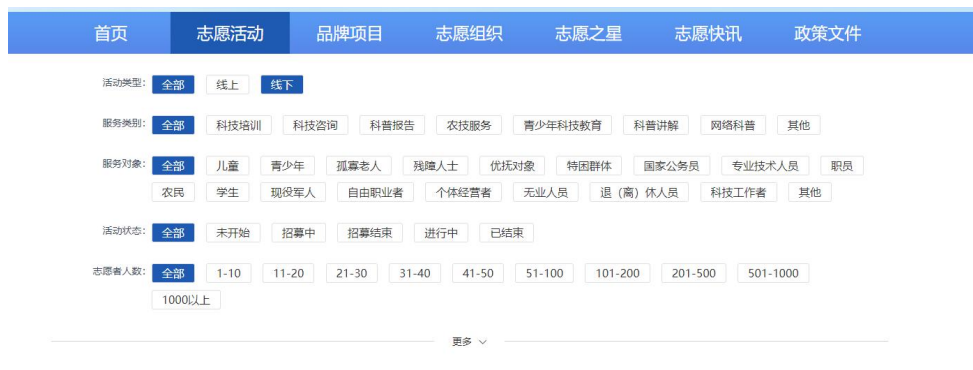 首页 志愿活动 品牌项目 志愿组织 志愿之星 志愿快讯 政策文件
活动类型: 全部 线上 线下
服务类别: 全部 科技培训 科技咨询 科普报告 农技服务 青少年科技教育 科普讲解 网络科普 其他
服务对象: 全部 儿童 青少年 孤寡老人 残障人士 优抚对象 特困群体 国家公务员 专业技术人员 职员
农民 学生 现役军人 自由职业者 个体经营者 无业人员 退（离）休人员 科技工作者 其他
活动状态: 全部 未开始 招募中 招募结束 进行中 已结束
志愿者人数: 全部 1-10 11-20 21-30 31-40 41-50 51-100 101-200 201-500 501-1000
1000以上
更多